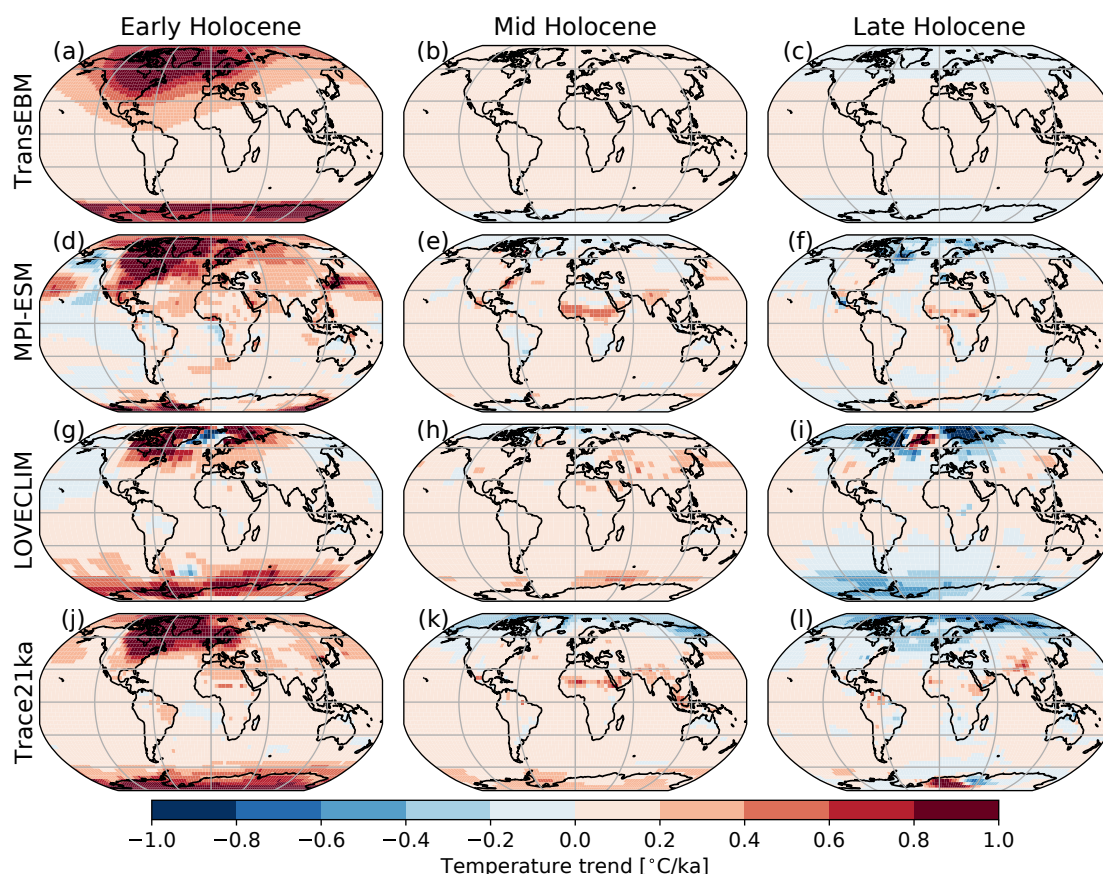 Early Holocene Mid Holocene Late Holocene
TransEBM (a) (b) (c)
MPI-ESM (d) (e) (f)
LOVECLIM (g) (h) (i)
Trace21ka (j) (k) (l)
−1.0 −0.8 −0.6 −0.4 −0.2 0.0 0.2 0.4 0.6 0.8 1.0
Temperature trend [°C/ka]